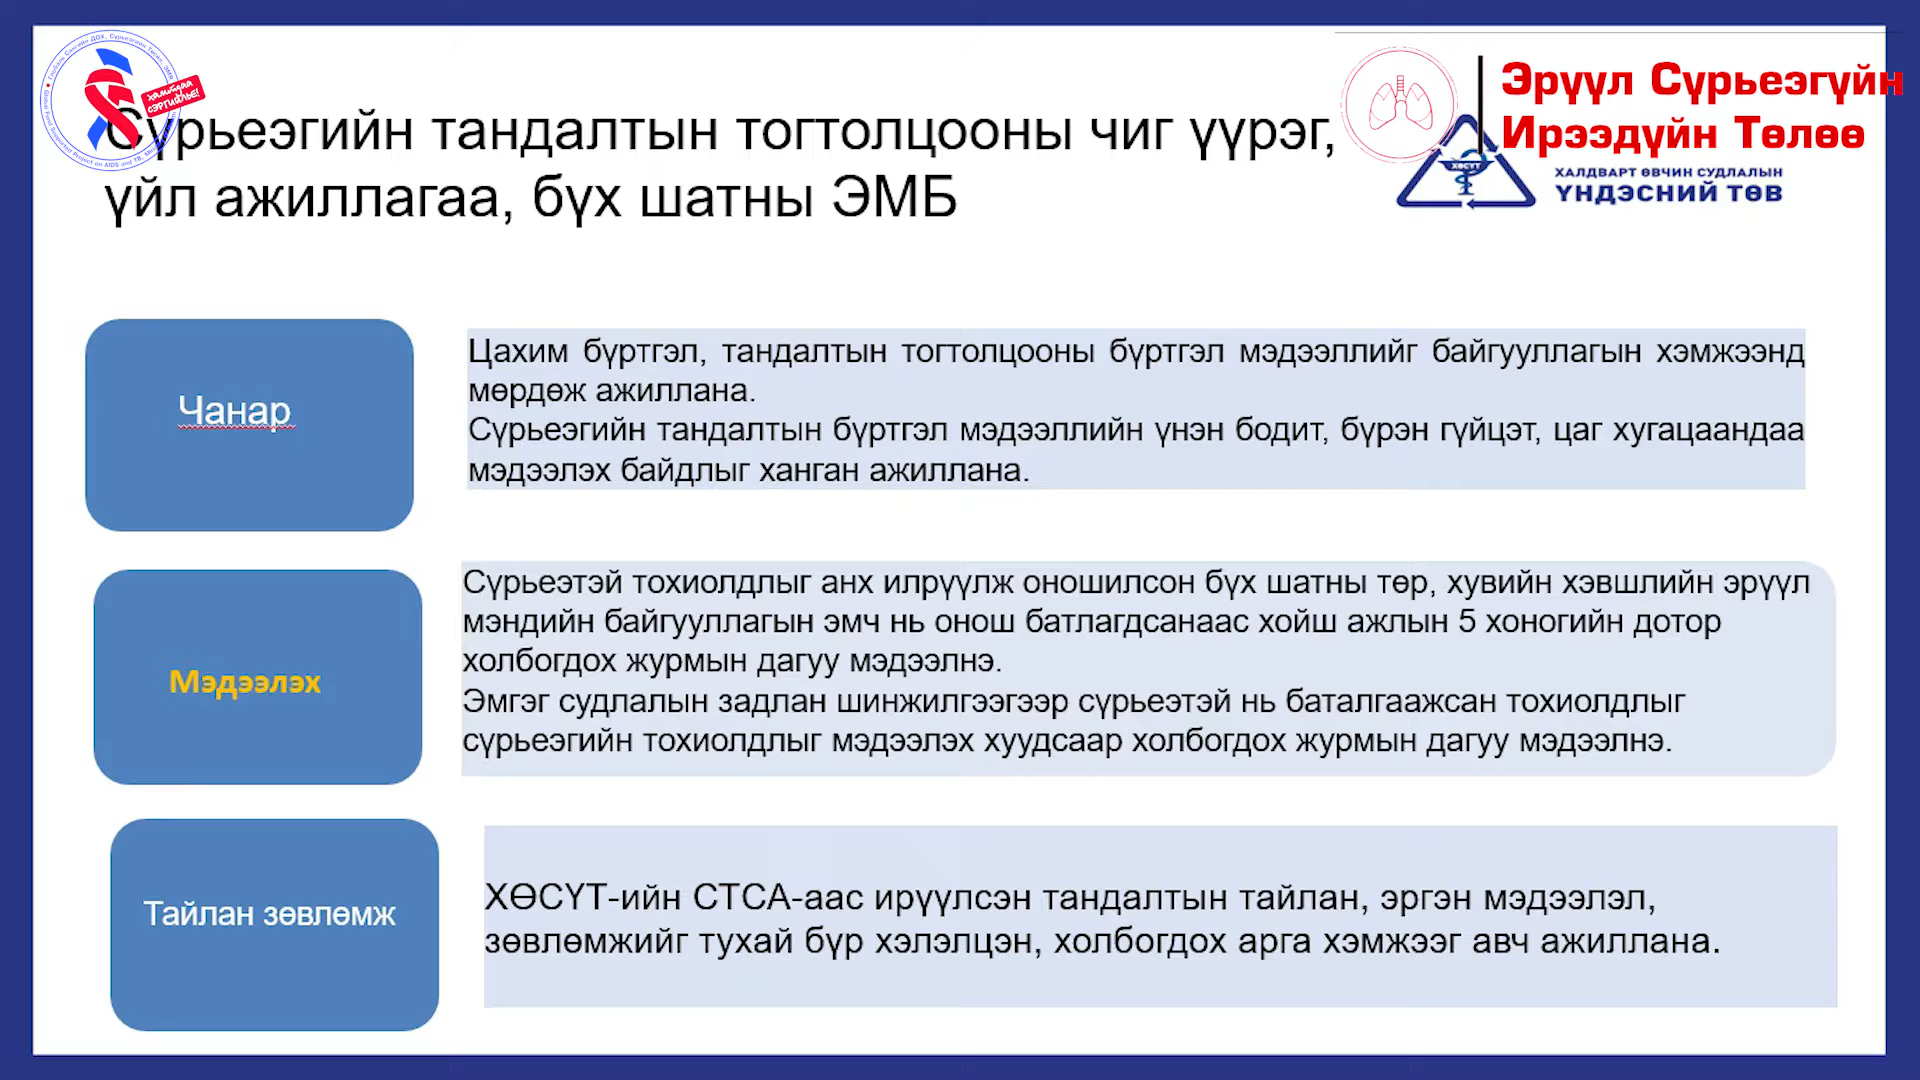 хамтдаа
сэргийлье!
Эрүүл Сүрьеэгүйн
Ирээдүйн Төлөө
ХӨСҮТ
ХАЛДВАРТ ӨВЧИН СУДЛАЛЫН
ҮНДЭСНИЙ ТӨВ
Сүрьеэгийн тандалтын тогтолцооны чиг үүрэг,
үйл ажиллагаа, бүх шатны ЭМБ
Чанар
Цахим бүртгэл, тандалтын тогтолцооны бүртгэл мэдээллийг байгууллагын хэмжээнд
мөрдөж ажиллана.
Сүрьеэгийн тандалтын бүртгэл мэдээллийн үнэн бодит, бүрэн гүйцэт, цаг хугацаандаа
мэдээлэх байдлыг ханган ажиллана.
Мэдээлэх
Сүрьеэтэй тохиолдлыг анх илрүүлж оношилсон бүх шатны төр, хувийн хэвшлийн эрүүл
мэндийн байгууллагын эмч нь онош батлагдсанаас хойш ажлын 5 хоногийн дотор
холбогдох журмын дагуу мэдээлнэ.
Эмгэг судлалын задлан шинжилгээгээр сүрьеэтэй нь баталгаажсан тохиолдлыг
сүрьеэгийн тохиолдлыг мэдээлэх хуудсаар холбогдох журмын дагуу мэдээлнэ.
Тайлан зөвлөмж
ХӨСҮТ-ийн СТСА-аас ирүүлсэн тандалтын тайлан, эргэн мэдээлэл,
зөвлөмжийг тухай бүр хэлэлцэн, холбогдох арга хэмжээг авч ажиллана.